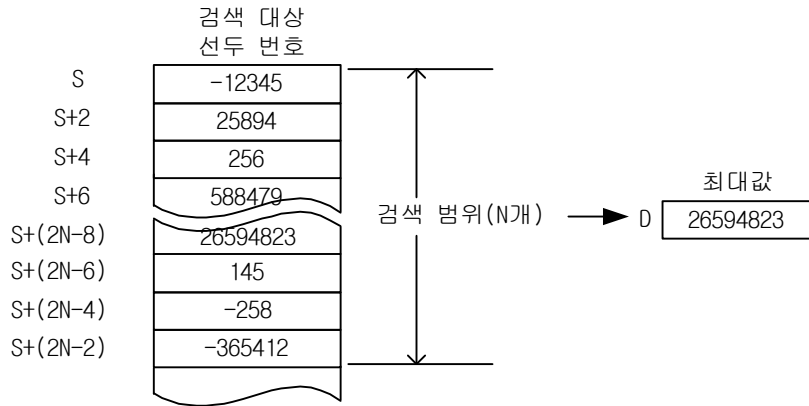 검색 대상
선두 번호
S -12345
S+2 25894
S+4 256
S+6 588479
S+(2N-8) 26594823
S+(2N-6) 145
S+(2N-4) -258
S+(2N-2) -365412
검색 범위(N개)
최대값
D 26594823